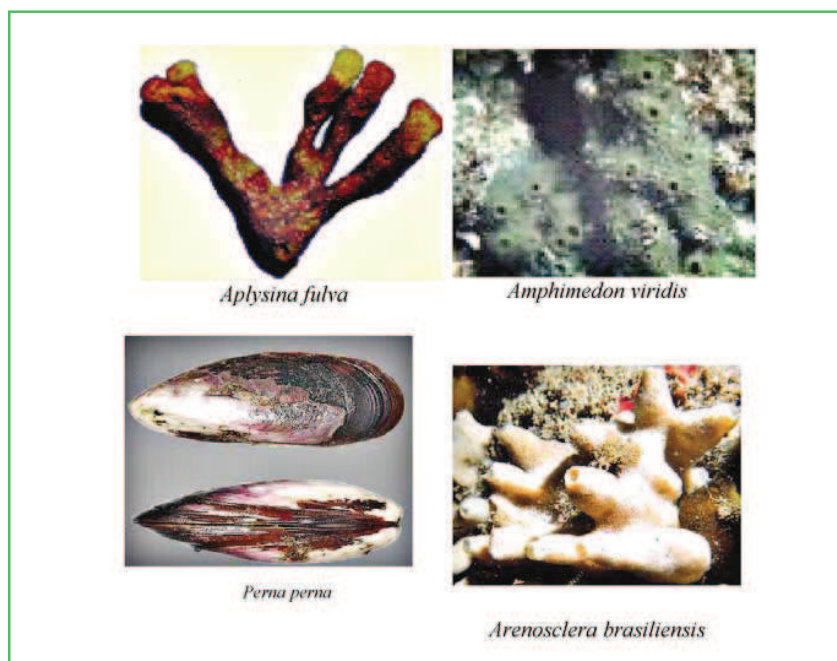 Aplysina fulva
Amphimedon viridis
Perna perna
Arenosclera brasiliensis